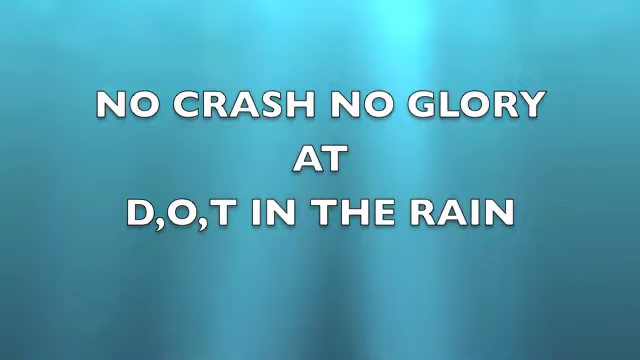 NO CRASH NO GLORY
AT
D,O,T IN THE RAIN